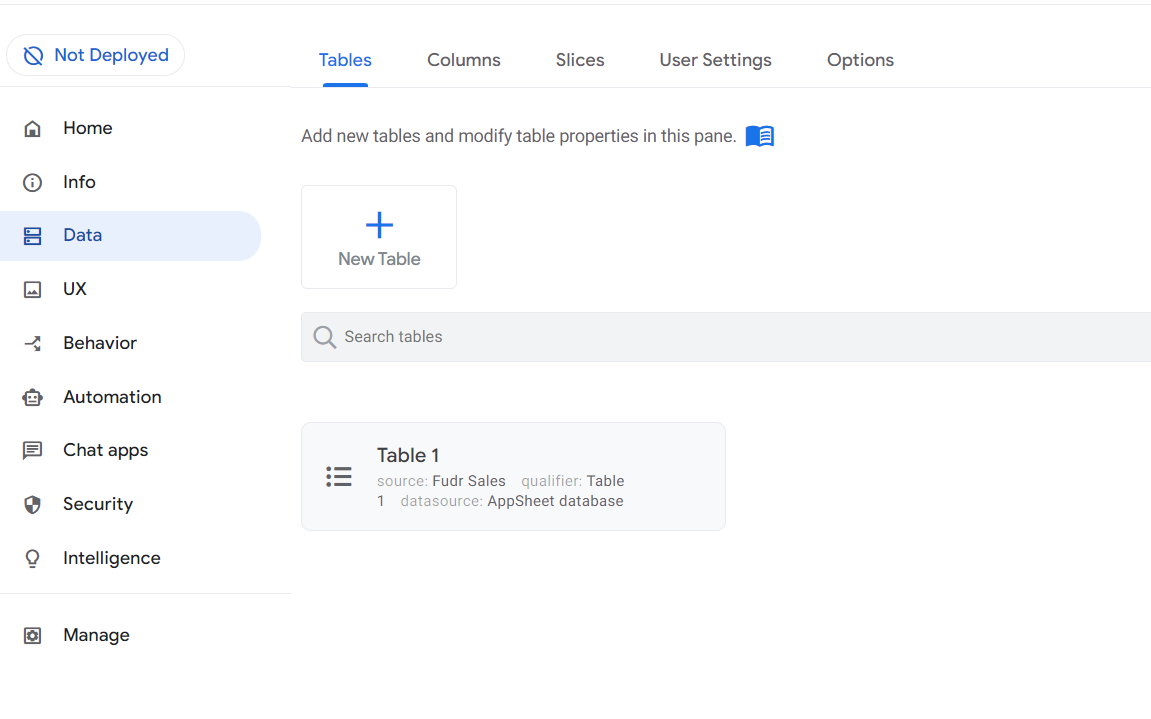 Not Deployed
Tables
Columns
Slices
User Settings
Options
Home
Info
Data
UX
Behavior
Automation
Chat apps
Security
Intelligence
Manage
Add new tables and modify table properties in this pane.
New Table
Search tables
Table 1
source: Fudr Sales qualifier: Table
1 datasource: AppSheet database